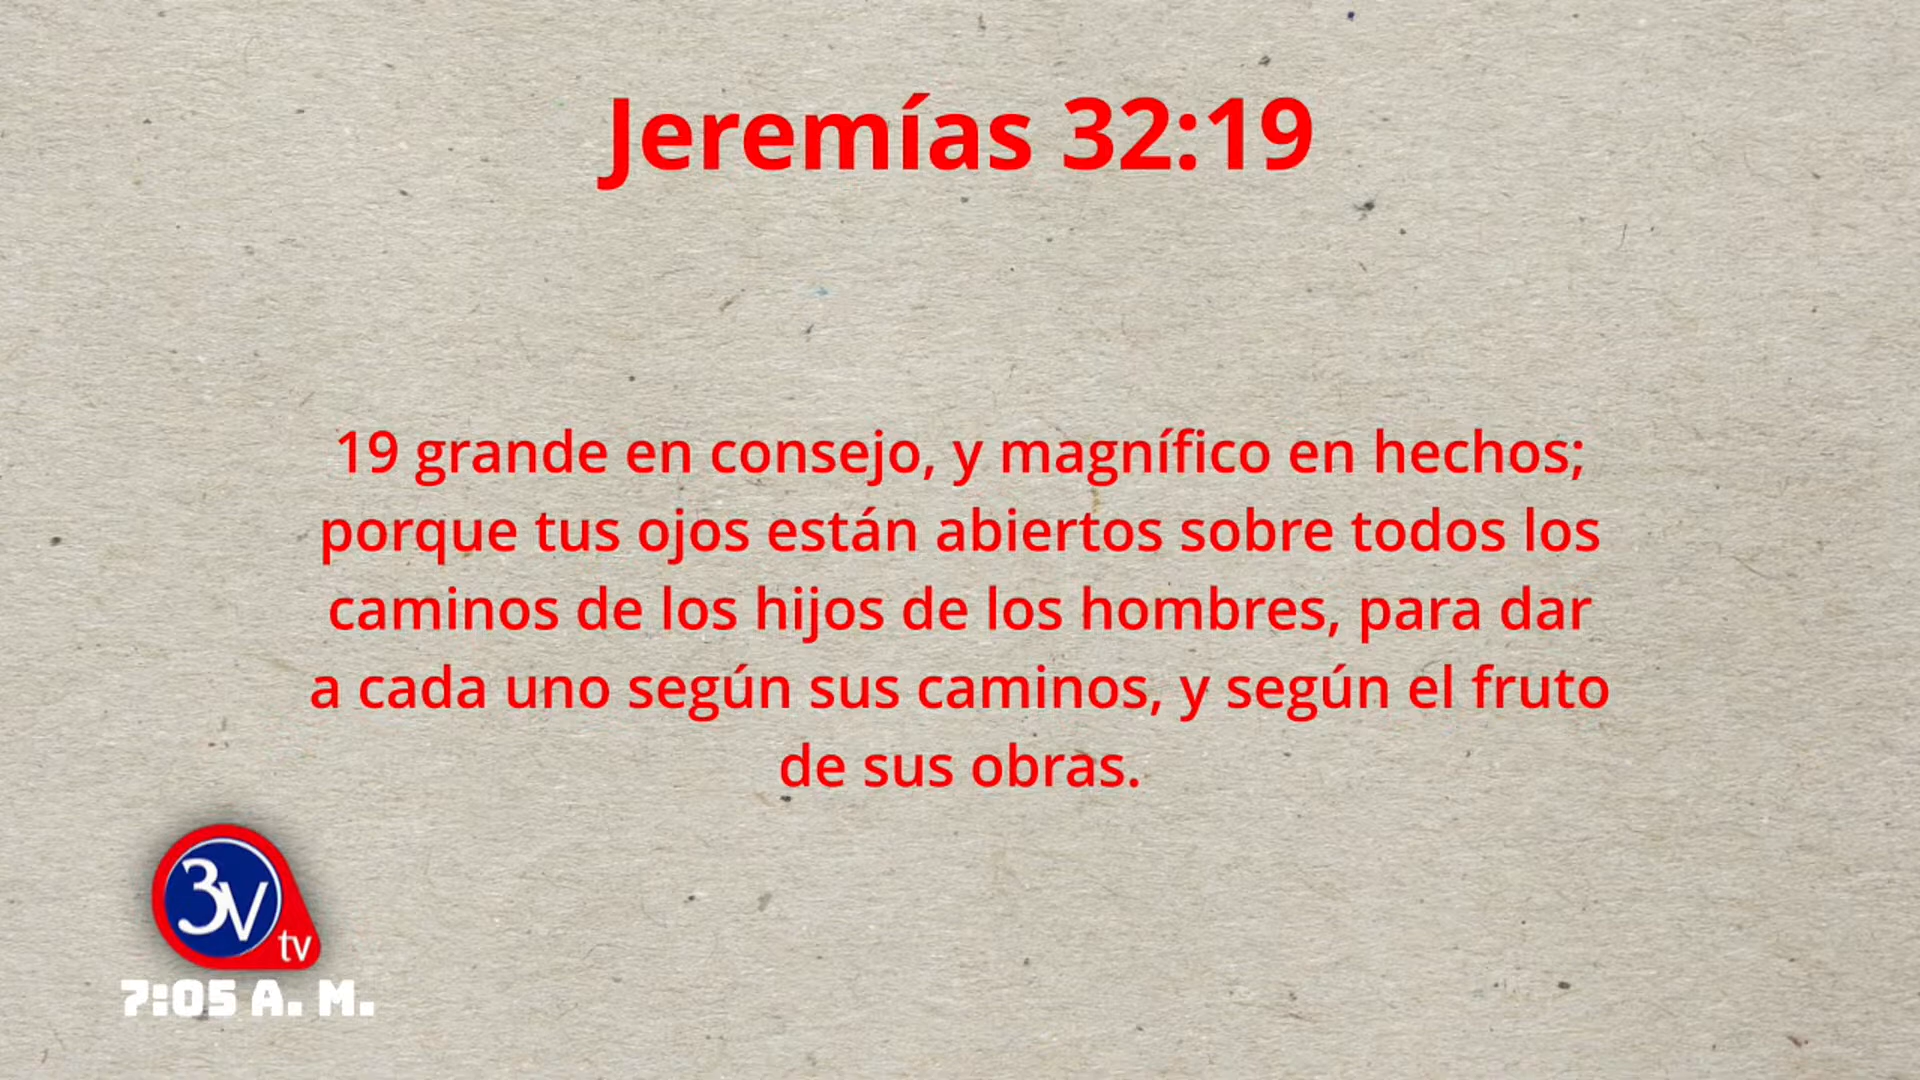 Jeremías 32:19
19 grande en consejo, y magnífico en hechos;
porque tus ojos están abiertos sobre todos los
caminos de los hijos de los hombres, para dar
a cada uno según sus caminos, y según el fruto
de sus obras.
3V
tv
7:05 A. M.